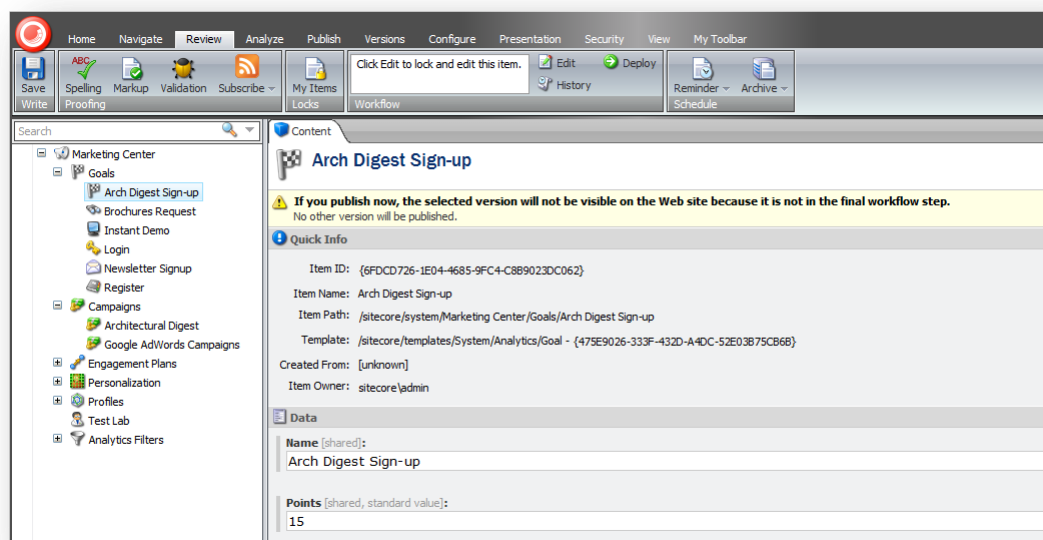 Home Navigate Review Analyze Publish Versions Configure Presentation Security View My Toolbar
Click Edit to lock and edit this item. Edit Deploy
History
ABC
Save Spelling Markup Validation Subscribe My Items Reminder Archive
Write Proofing Locks Workflow Schedule
Search
Content
Marketing Center
Goals
Arch Digest Sign-up
Brochures Request
Instant Demo
Login
Newsletter Signup
Register
Campaigns
Architectural Digest
Google AdWords Campaigns
Engagement Plans
Personalization
Profiles
Test Lab
Analytics Filters
Arch Digest Sign-up
If you publish now, the selected version will not be visible on the Web site because it is not in the final workflow step.
No other version will be published.
Quick Info
Item ID: {6FDCD726-1E04-4685-9FC4-C8B9023DC062}
Item Name: Arch Digest Sign-up
Item Path: /sitecore/system/Marketing Center/Goals/Arch Digest Sign-up
Template: /sitecore/templates/System/Analytics/Goal - {475E9026-333F-432D-A4DC-52E03B75CB6B}
Created From: [unknown]
Item Owner: sitecore\admin
Data
Name [shared]:
Arch Digest Sign-up
Points [shared, standard value]:
15